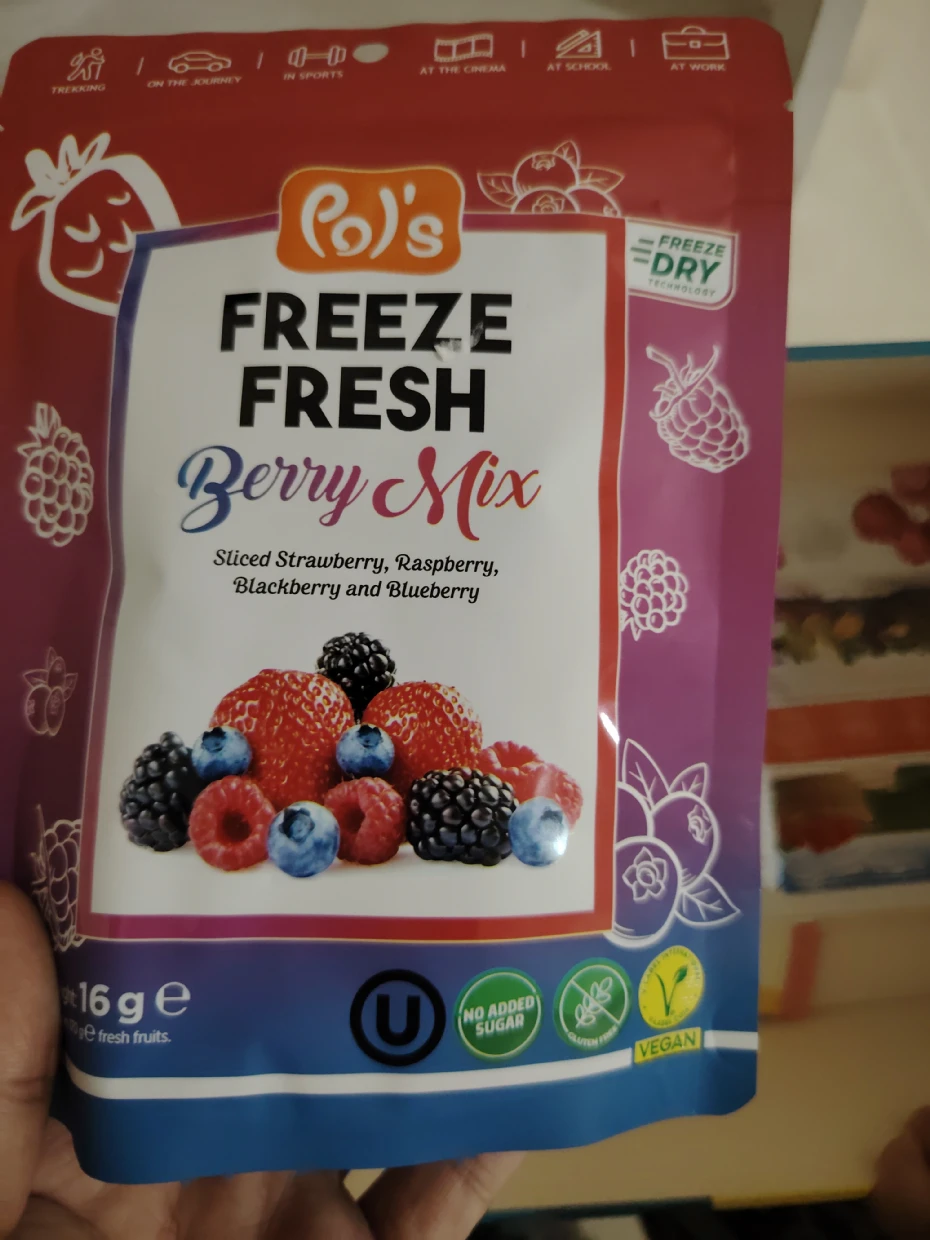 TREKKING
ON THE JOURNEY
IN SPORTS
AT THE CINEMA
AT SCHOOL
AT WORK
Pol's
FREEZE
DRY
TECHNOLOGY
FREEZE
FRESH
Berry Mix
Sliced Strawberry, Raspberry,
Blackberry and Blueberry
16 g e
g e fresh fruits.
U
NO ADDED
SUGAR
GLUTEN FREE
V
VEGAN